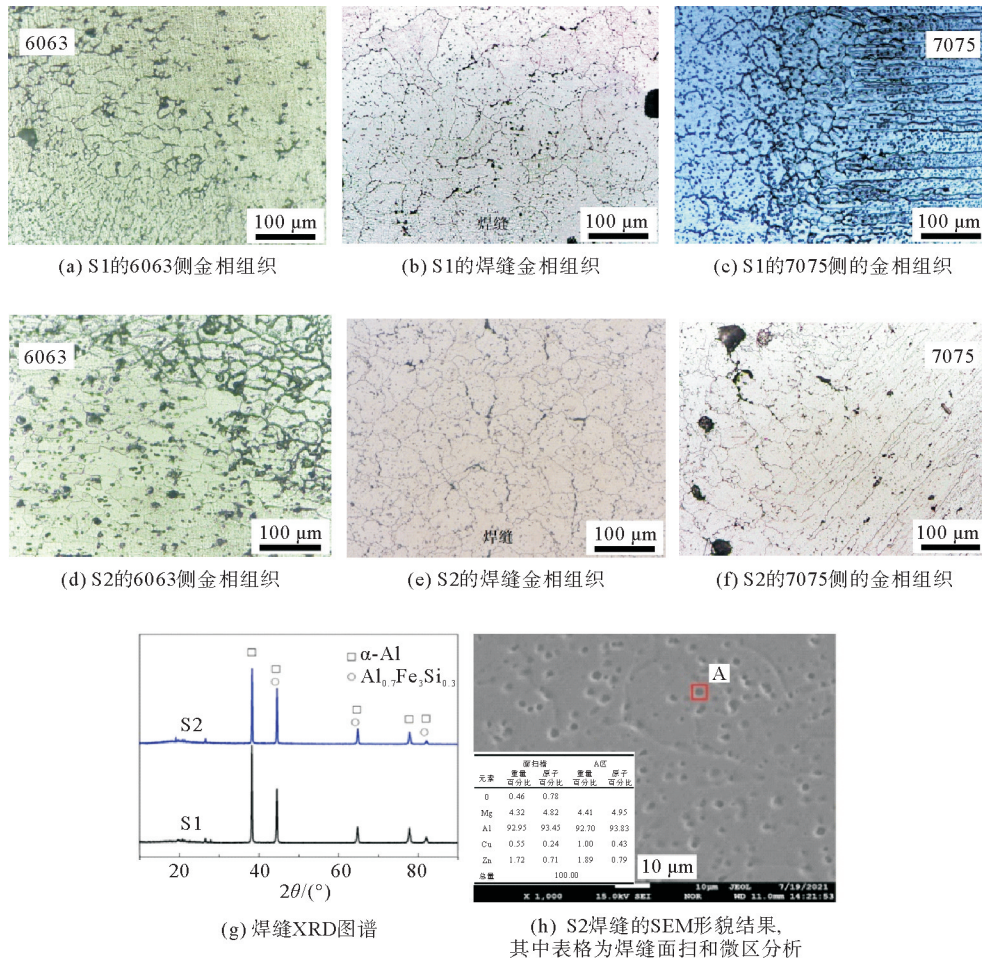 6063
100 μm
焊缝
100 μm
7075
100 μm
(a) S1的6063侧金相组织
(b) S1的焊缝金相组织
(c) S1的7075侧的金相组织
6063
100 μm
焊缝
100 μm
7075
100 μm
(d) S2的6063侧金相组织
(e) S2的焊缝金相组织
(f) S2的7075侧的金相组织
□ α-Al
○ Al₀.₇Fe₃Si₀.₃
S2
S1
20 40 60 80
2θ/(°)
(g) 焊缝XRD图谱
A
面扫描 A区
元素 重量百分比 原子百分比 重量百分比 原子百分比
O 0.46 0.78
Mg 4.32 4.82 4.41 4.95
Al 92.95 93.45 92.70 93.83
Cu 0.55 0.24 1.00 0.43
Zn 1.72 0.71 1.89 0.79
总量 100.00
10 μm
10μm JEOL 7/19/2021
X 1,000 15.0kV SEI NOR WD 11.0mm 14:21:53
(h) S2焊缝的SEM形貌结果,
其中表格为焊缝面扫和微区分析